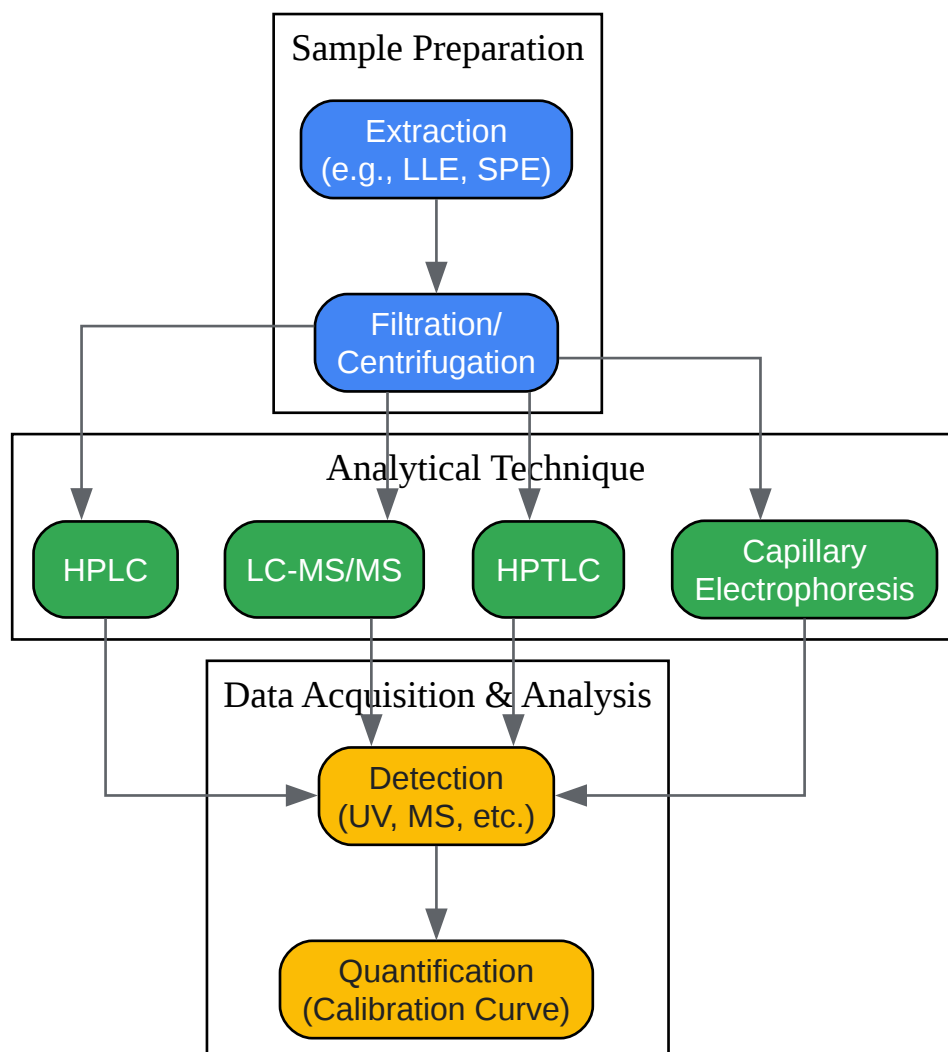 Sample Preparation
Extraction
(e.g., LLE, SPE)
Filtration/
Centrifugation
Analytical Technique
HPLC
LC-MS/MS
HPTLC
Capillary
Electrophoresis
Data Acquisition & Analysis
Detection
(UV, MS, etc.)
Quantification
(Calibration Curve)